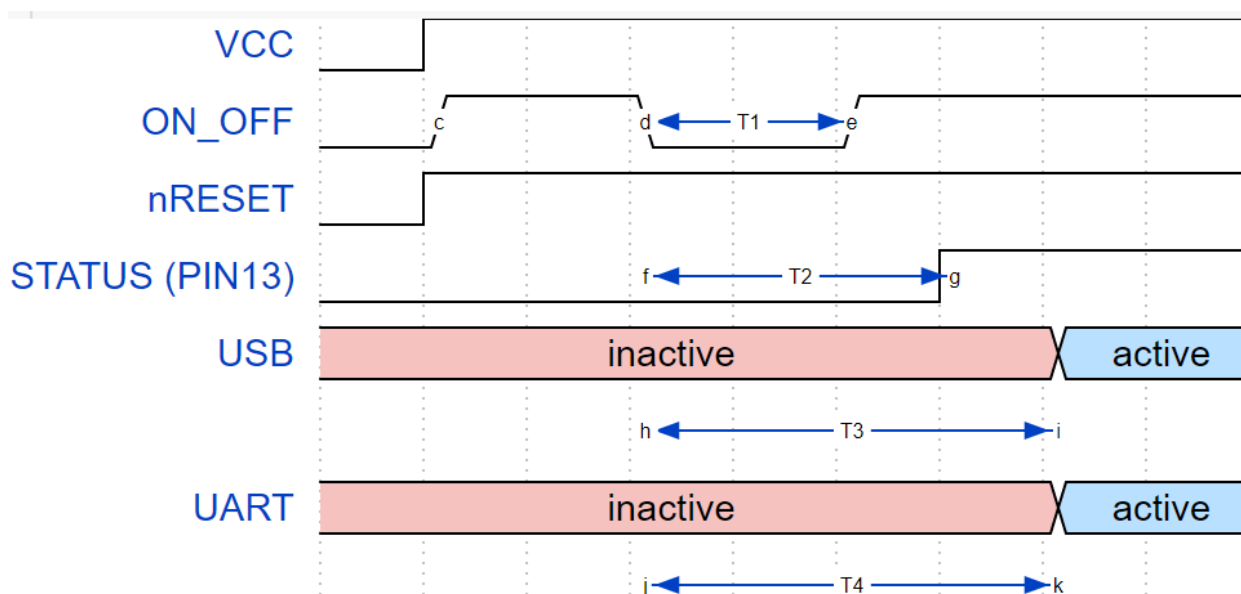 VCC
ON_OFF c d T1 e
nRESET
STATUS (PIN13) f T2 g
USB inactive active
h T3 i
UART inactive active
j T4 k